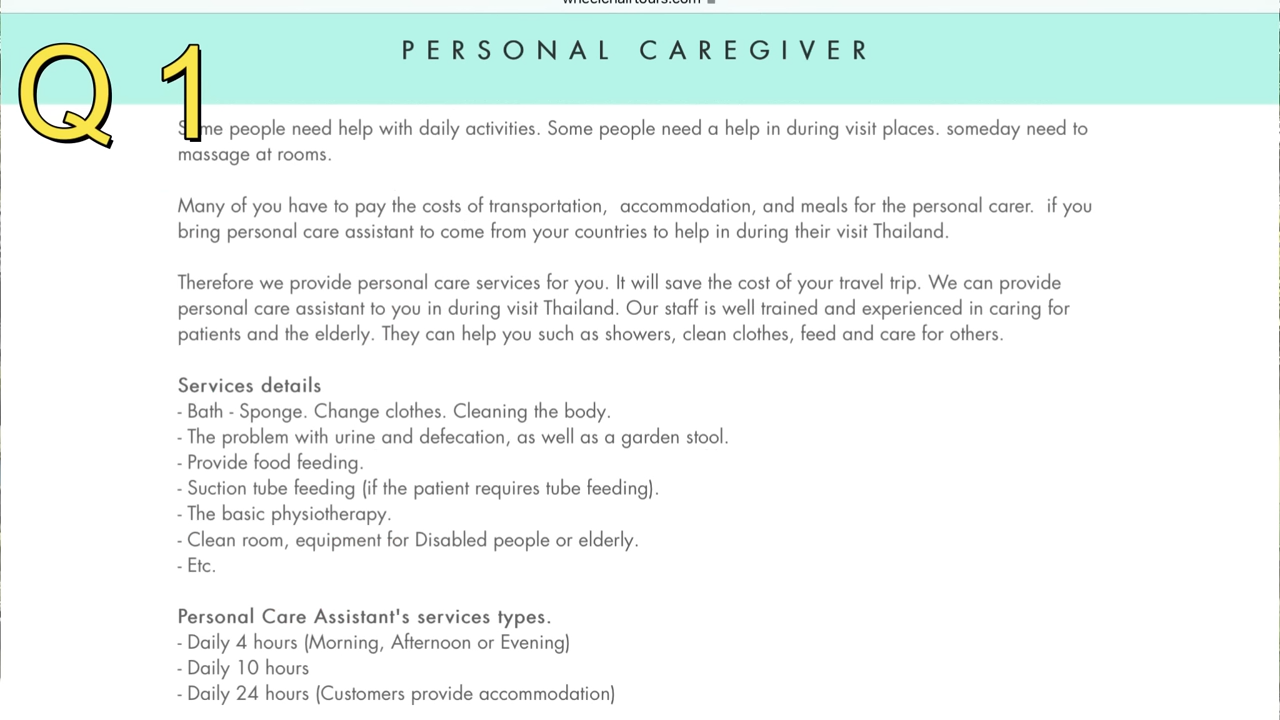 wheelchairtours.com
PERSONAL CAREGIVER
Q 1
Some people need help with daily activities. Some people need a help in during visit places. someday need to
massage at rooms.
Many of you have to pay the costs of transportation,  accommodation, and meals for the personal carer.  if you
bring personal care assistant to come from your countries to help in during their visit Thailand.
Therefore we provide personal care services for you. It will save the cost of your travel trip. We can provide
personal care assistant to you in during visit Thailand. Our staff is well trained and experienced in caring for
patients and the elderly. They can help you such as showers, clean clothes, feed and care for others.
Services details
- Bath - Sponge. Change clothes. Cleaning the body.
- The problem with urine and defecation, as well as a garden stool.
- Provide food feeding.
- Suction tube feeding (if the patient requires tube feeding).
- The basic physiotherapy.
- Clean room, equipment for Disabled people or elderly.
- Etc.
Personal Care Assistant's services types.
- Daily 4 hours (Morning, Afternoon or Evening)
- Daily 10 hours
- Daily 24 hours (Customers provide accommodation)